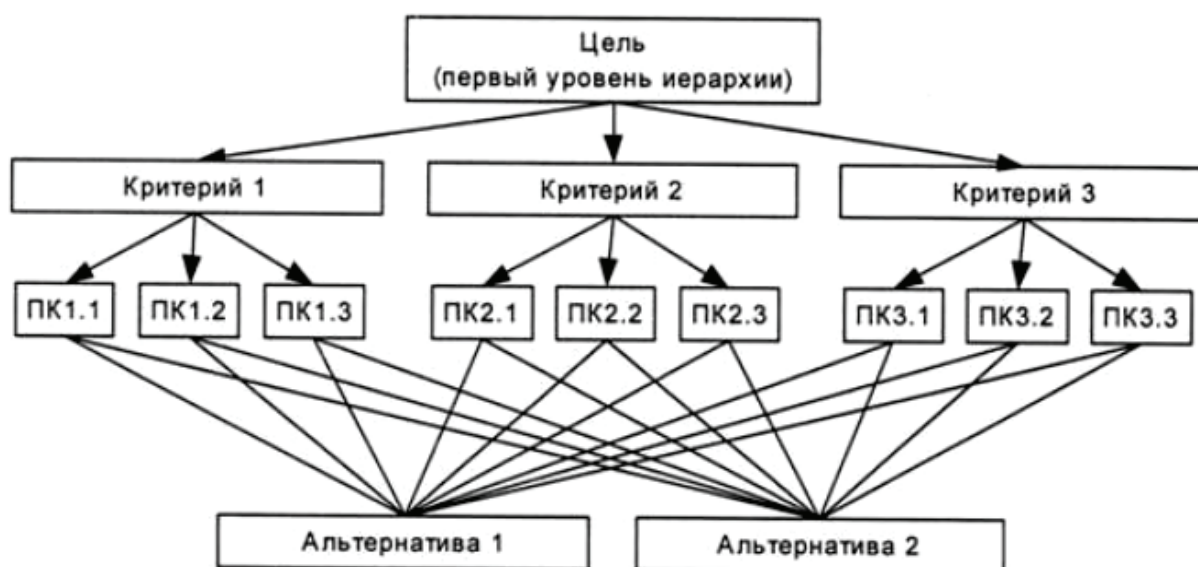 Цель
(первый уровень иерархии)
Критерий 1
Критерий 2
Критерий 3
ПК1.1
ПК1.2
ПК1.3
ПК2.1
ПК2.2
ПК2.3
ПК3.1
ПК3.2
ПК3.3
Альтернатива 1
Альтернатива 2